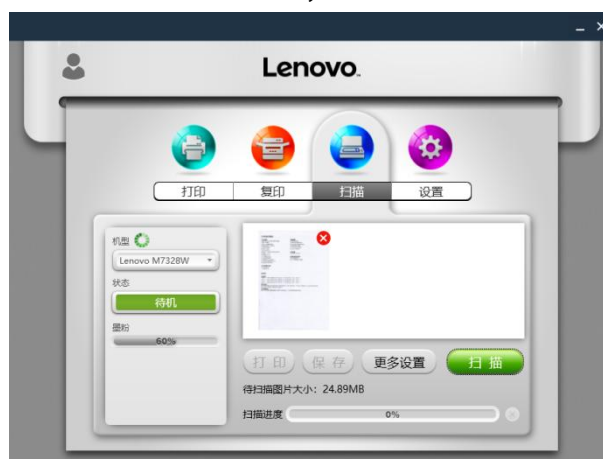 Lenovo
打印 复印 扫描 设置
机型
Lenovo M7328W
状态
待机
墨粉
60%
打印 保存 更多设置 扫描
待扫描图片大小: 24.89MB
扫描进度 0%